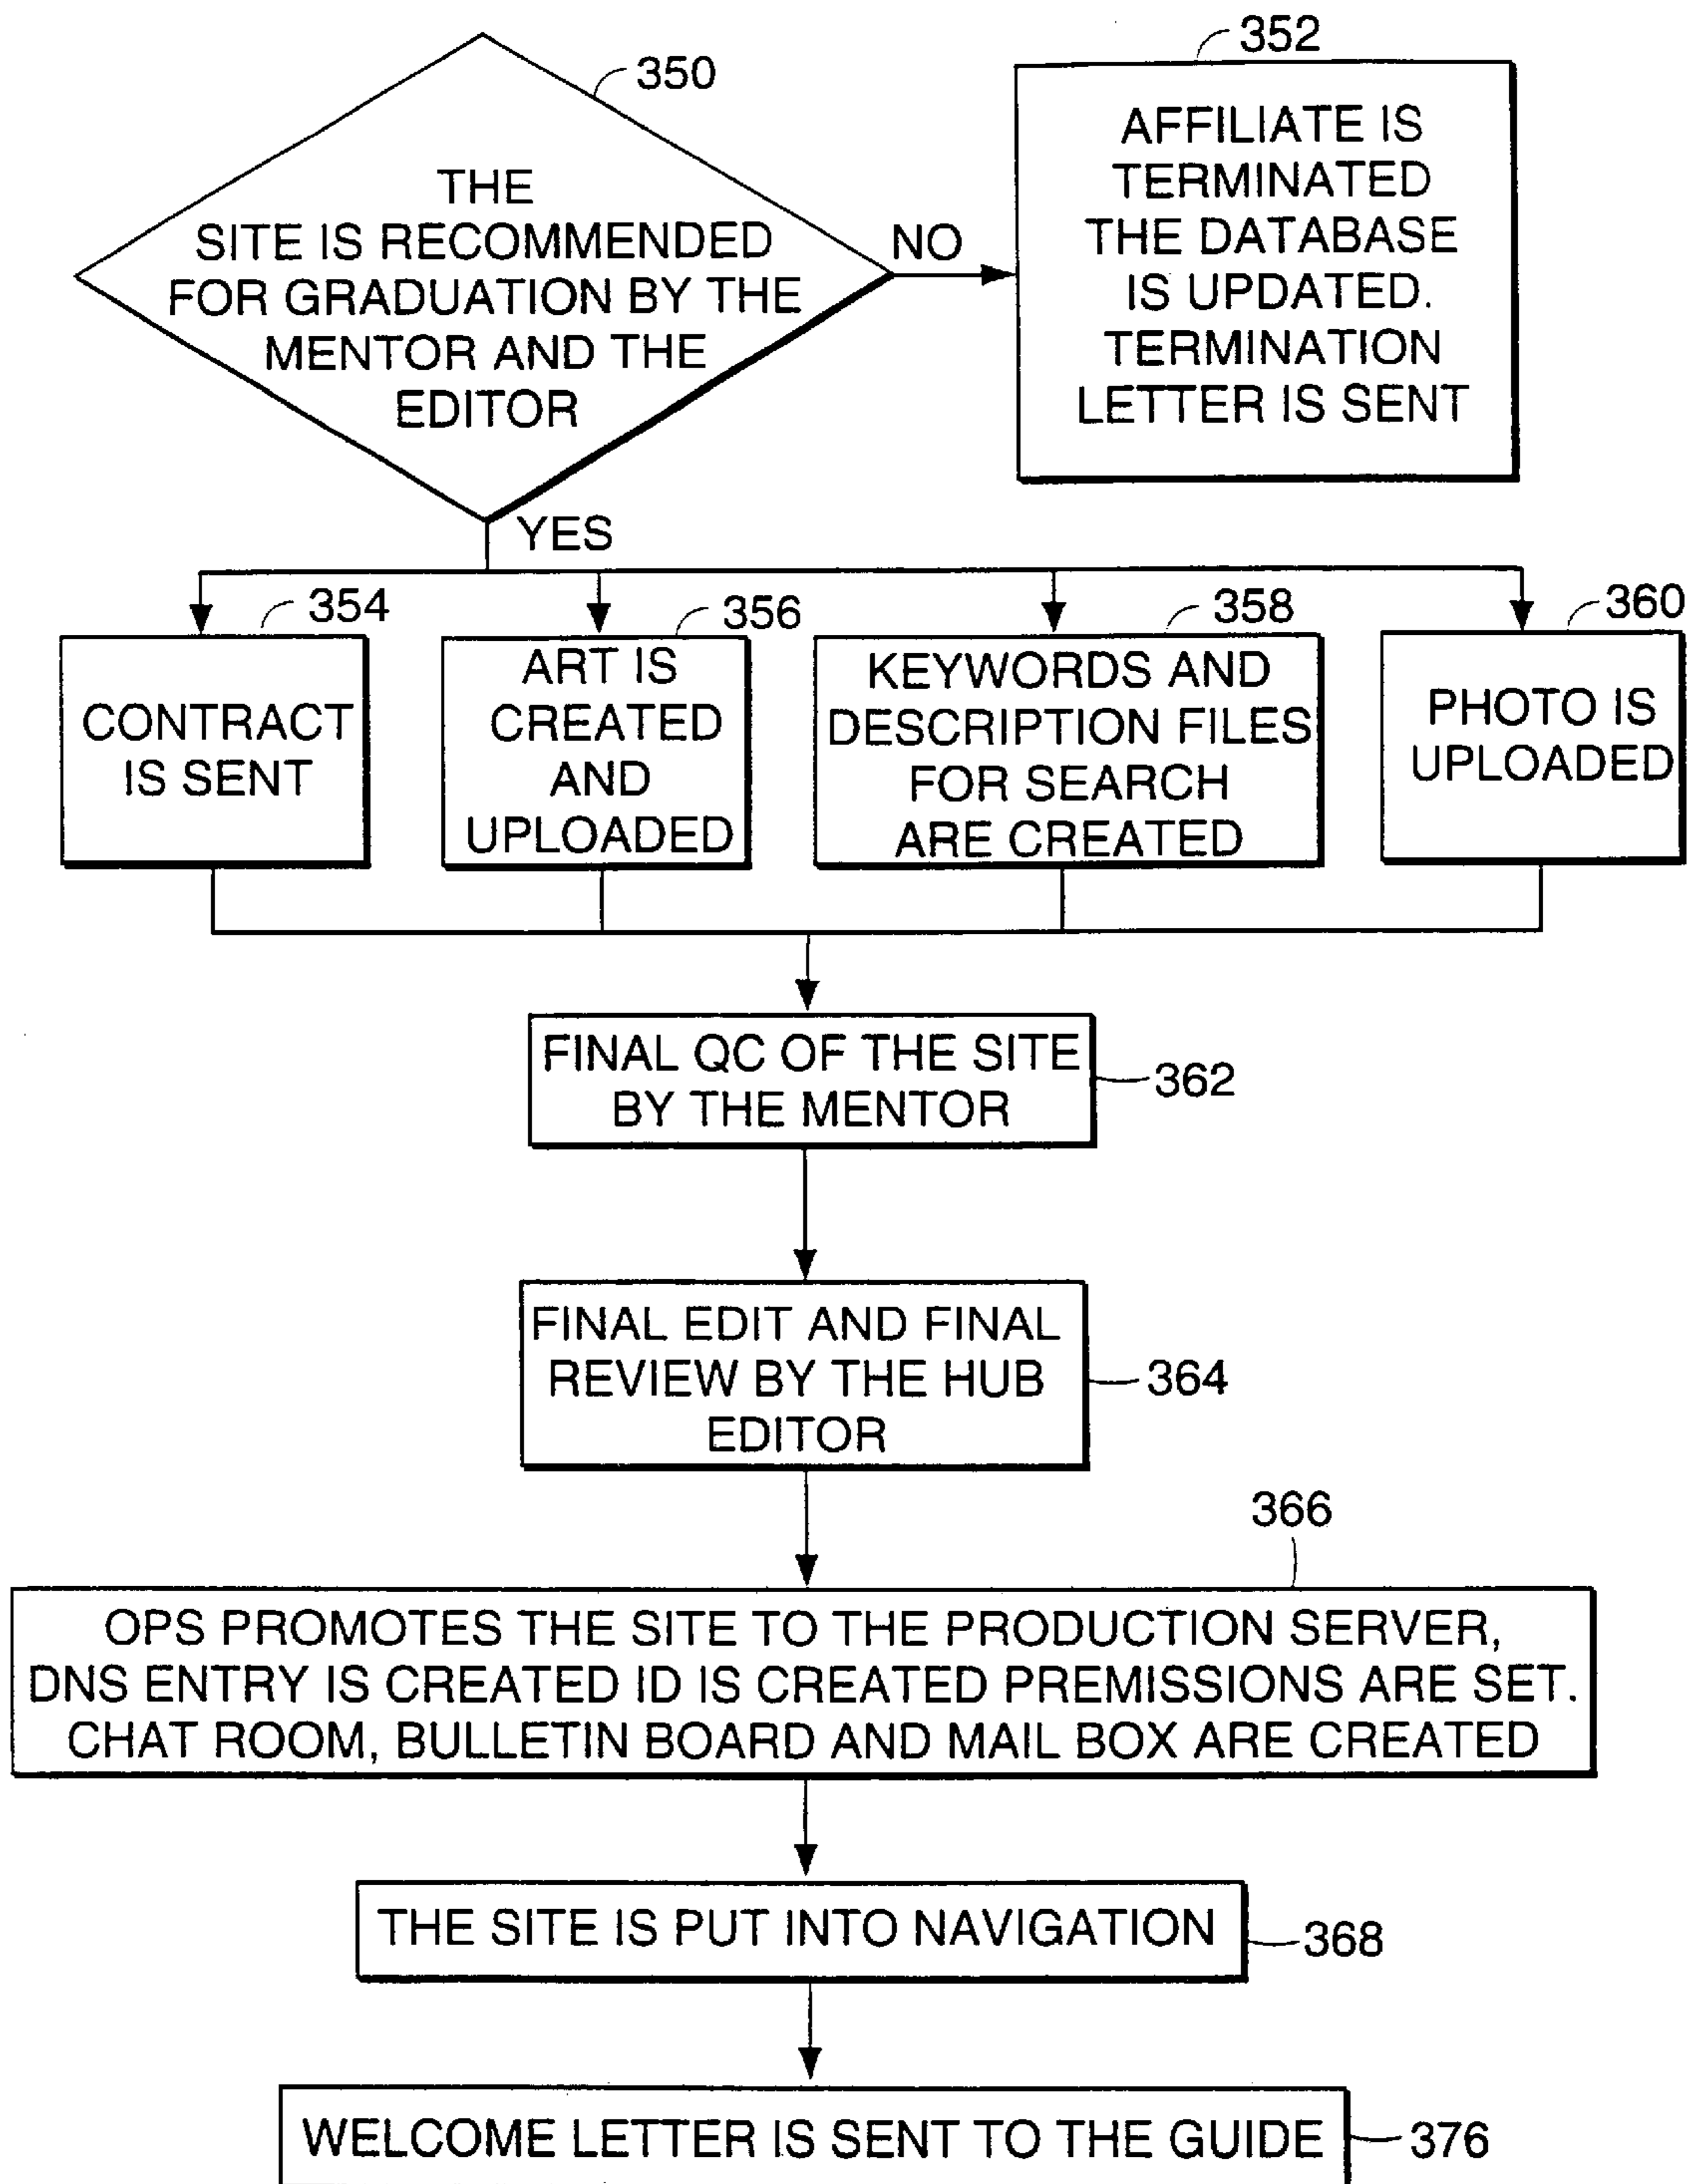 350
THE
SITE IS RECOMMENDED
FOR GRADUATION BY THE
MENTOR AND THE
EDITOR
NO
352
AFFILIATE IS
TERMINATED
THE DATABASE
IS UPDATED.
TERMINATION
LETTER IS SENT
YES
354
CONTRACT
IS SENT
356
ART IS
CREATED
AND
UPLOADED
358
KEYWORDS AND
DESCRIPTION FILES
FOR SEARCH
ARE CREATED
360
PHOTO IS
UPLOADED
FINAL QC OF THE SITE
BY THE MENTOR
362
FINAL EDIT AND FINAL
REVIEW BY THE HUB
EDITOR
364
366
OPS PROMOTES THE SITE TO THE PRODUCTION SERVER,
DNS ENTRY IS CREATED ID IS CREATED PREMISSIONS ARE SET.
CHAT ROOM, BULLETIN BOARD AND MAIL BOX ARE CREATED
THE SITE IS PUT INTO NAVIGATION
368
WELCOME LETTER IS SENT TO THE GUIDE
376